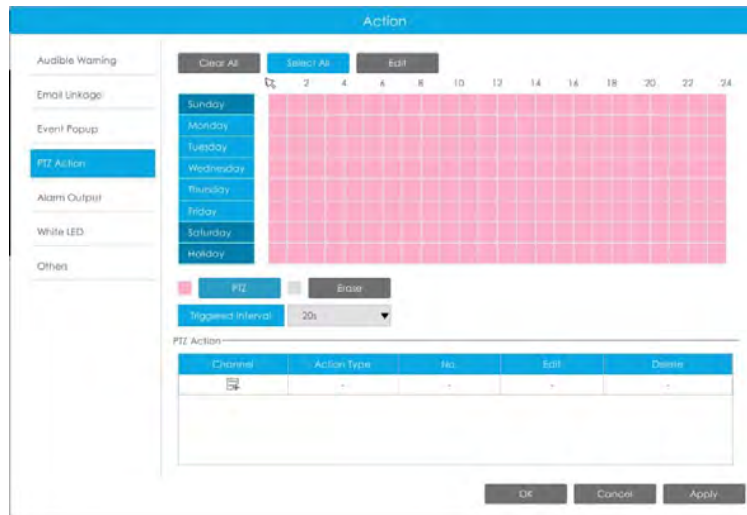 Action
Audible Warning
Email Linkage
Event Popup
PTZ Action
Alarm Output
White LED
Others
Clear All Select All Edit
2 4 6 8 10 12 14 16 18 20 22 24
Sunday
Monday
Tuesday
Wednesday
Thursday
Friday
Saturday
Holiday
PTZ Erase
Triggered Interval 20s
PTZ Action
Channel Action Type No. Edit Delete
- - - -
OK Cancel Apply